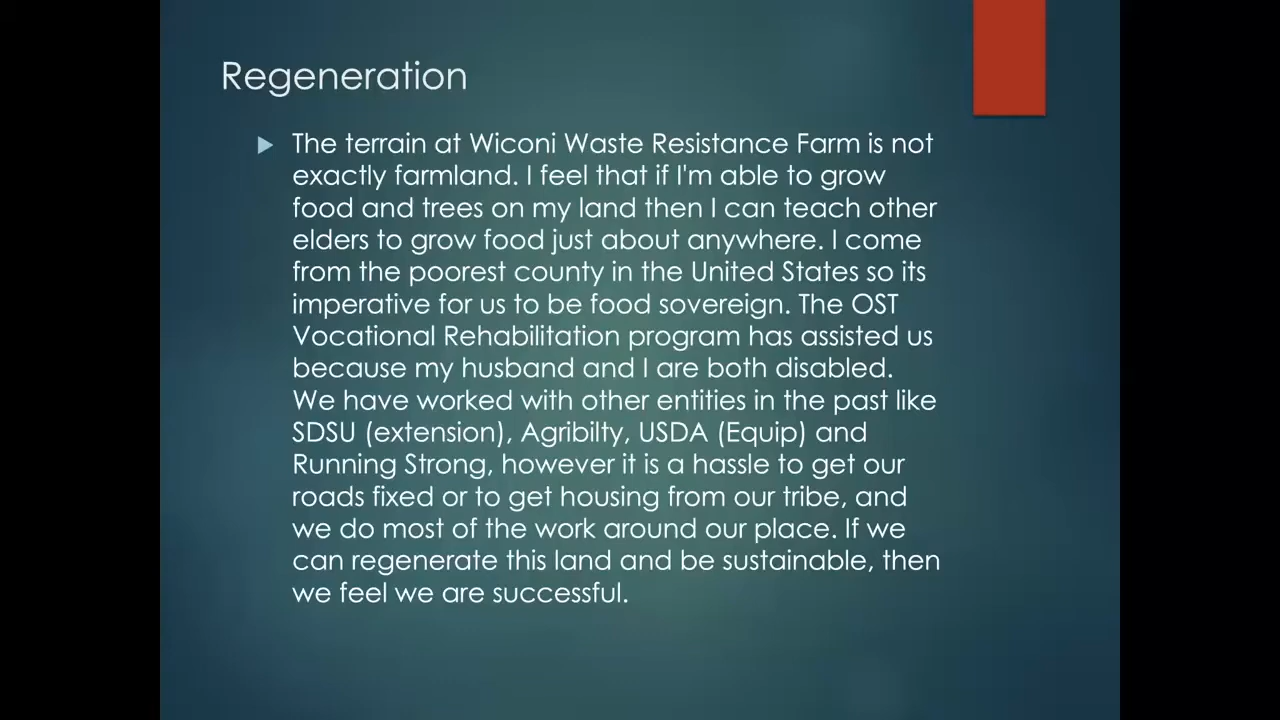 Regeneration
The terrain at Wiconi Waste Resistance Farm is not
exactly farmland. I feel that if I'm able to grow
food and trees on my land then I can teach other
elders to grow food just about anywhere. I come
from the poorest county in the United States so its
imperative for us to be food sovereign. The OST
Vocational Rehabilitation program has assisted us
because my husband and I are both disabled.
We have worked with other entities in the past like
SDSU (extension), Agribilty, USDA (Equip) and
Running Strong, however it is a hassle to get our
roads fixed or to get housing from our tribe, and
we do most of the work around our place. If we
can regenerate this land and be sustainable, then
we feel we are successful.